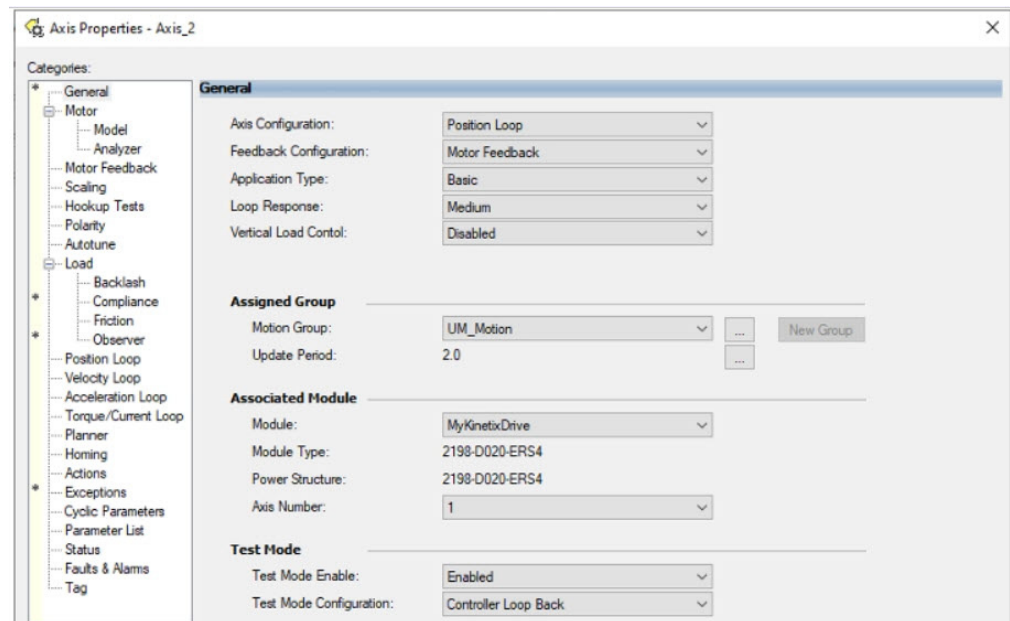 Axis Properties - Axis_2
Categories:
* General
Motor
Model
Analyzer
Motor Feedback
Scaling
Hookup Tests
Polarity
Autotune
Load
Backlash
* Compliance
Friction
* Observer
Position Loop
Velocity Loop
Acceleration Loop
Torque/Current Loop
Planner
Homing
Actions
* Exceptions
Cyclic Parameters
Parameter List
Status
Faults & Alarms
Tag
General
Axis Configuration: Position Loop
Feedback Configuration: Motor Feedback
Application Type: Basic
Loop Response: Medium
Vertical Load Contol: Disabled
Assigned Group
Motion Group: UM_Motion ... New Group
Update Period: 2.0 ...
Associated Module
Module: MyKinetixDrive
Module Type: 2198-D020-ERS4
Power Structure: 2198-D020-ERS4
Axis Number: 1
Test Mode
Test Mode Enable: Enabled
Test Mode Configuration: Controller Loop Back